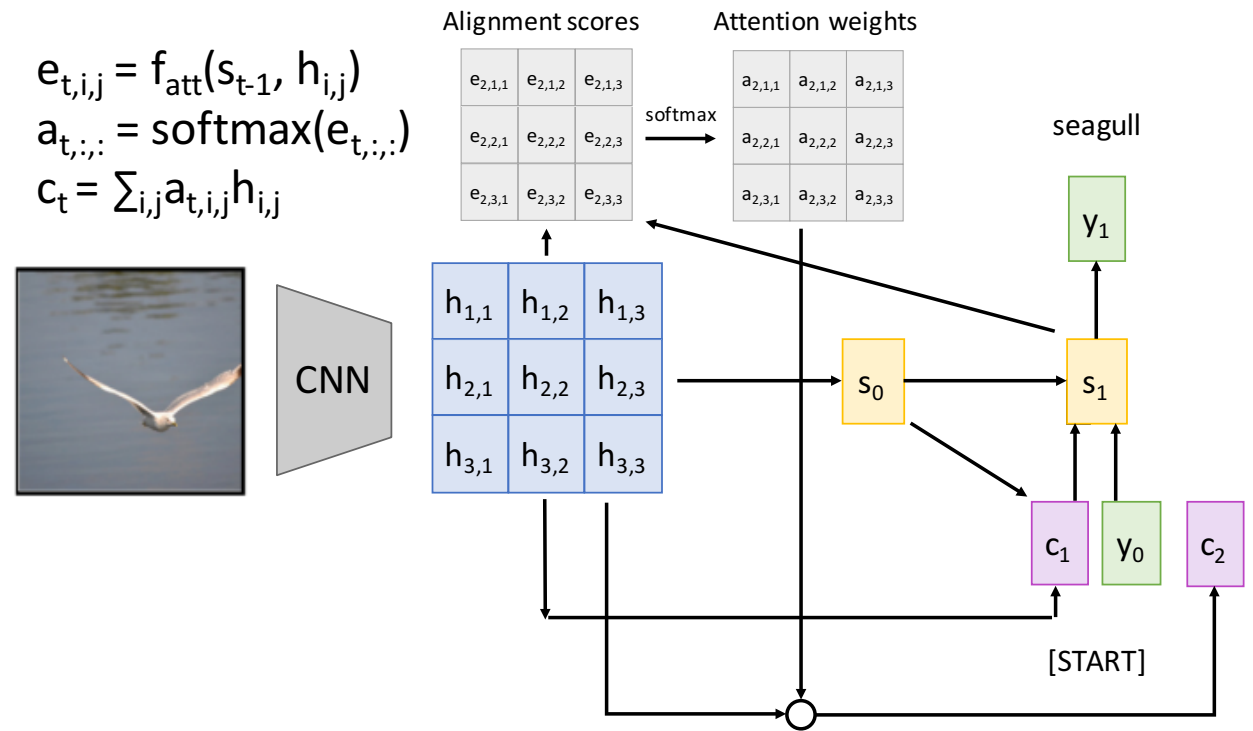 Alignment scores
Attention weights
e_{t,i,j} = f_{att}(s_{t-1}, h_{i,j})
a_{t,:,:} = softmax(e_{t,:,:})
c_t = ∑_{i,j}a_{t,i,j}h_{i,j}
e_{2,1,1} e_{2,1,2} e_{2,1,3}
e_{2,2,1} e_{2,2,2} e_{2,2,3}
e_{2,3,1} e_{2,3,2} e_{2,3,3}
softmax
a_{2,1,1} a_{2,1,2} a_{2,1,3}
a_{2,2,1} a_{2,2,2} a_{2,2,3}
a_{2,3,1} a_{2,3,2} a_{2,3,3}
seagull
y_1
CNN
h_{1,1} h_{1,2} h_{1,3}
h_{2,1} h_{2,2} h_{2,3}
h_{3,1} h_{3,2} h_{3,3}
s_0
s_1
c_1
y_0
c_2
[START]